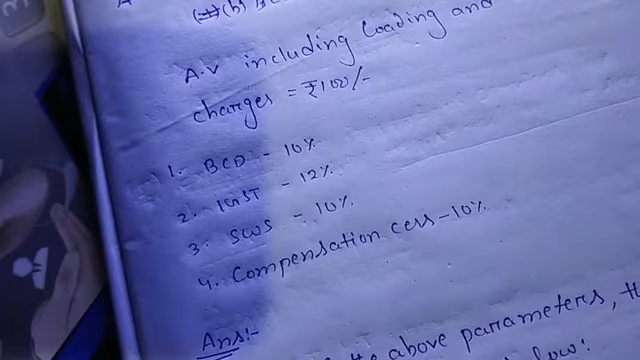 A.V including loading and
charges = ₹100/-
1. BCD - 10%
2. IGST - 12%
3. SWS - 10%
4. Compensation cess - 10%
Ans:-
the above parameters,